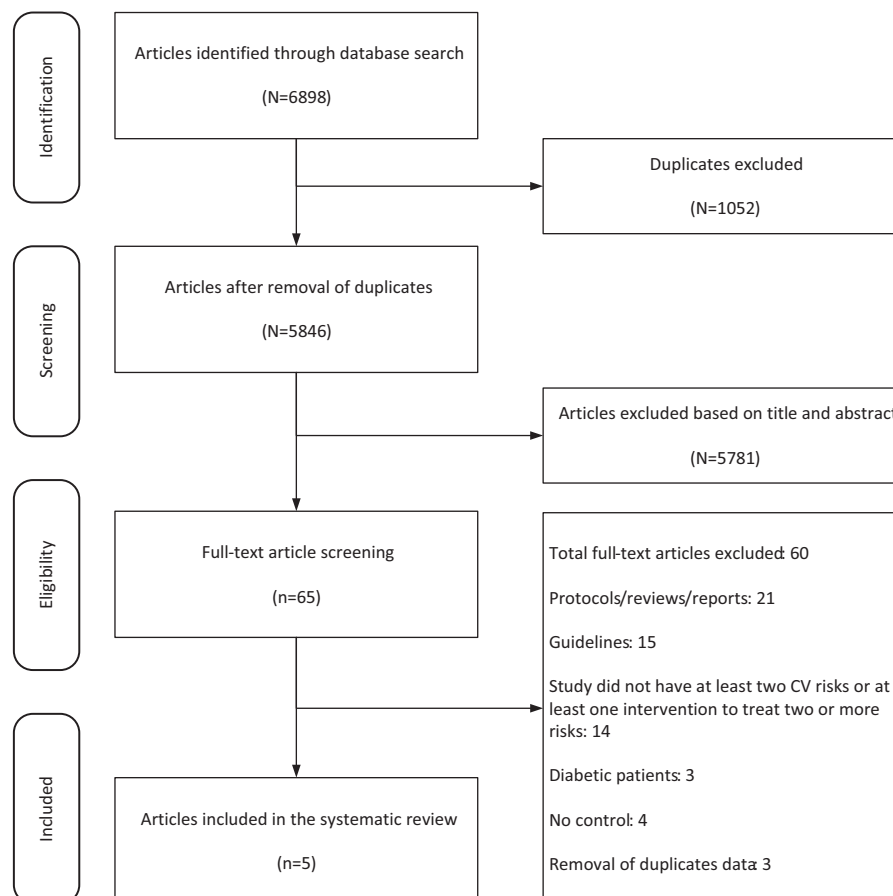 Identification
Articles identified through database search
(N=6898)
Duplicates excluded
(N=1052)
Screening
Articles after removal of duplicates
(N=5846)
Articles excluded based on title and abstract
(N=5781)
Eligibility
Full-text article screening
(n=65)
Total full-text articles excluded: 60
Protocols/reviews/reports: 21
Guidelines: 15
Study did not have at least two CV risks or at
least one intervention to treat two or more
risks: 14
Diabetic patients: 3
No control: 4
Removal of duplicates data: 3
Included
Articles included in the systematic review
(n=5)